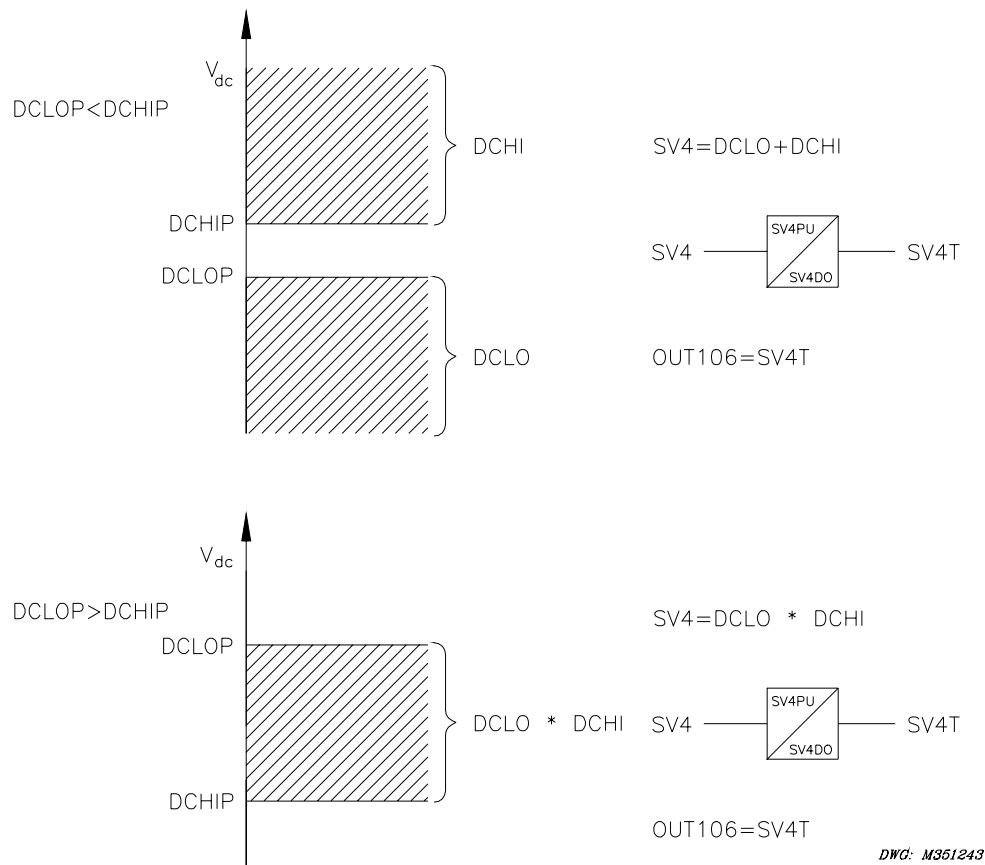 V_dc
DCLOP<DCHIP
DCHI
SV4=DCLO+DCHI
DCHIP
SV4PU
SV4
SV4T
SV4DO
DCLOP
DCLO
OUT106=SV4T
V_dc
DCLOP>DCHIP
SV4=DCLO * DCHI
DCLOP
SV4PU
DCLO * DCHI
SV4
SV4T
SV4DO
DCHIP
OUT106=SV4T
DWG: M351243